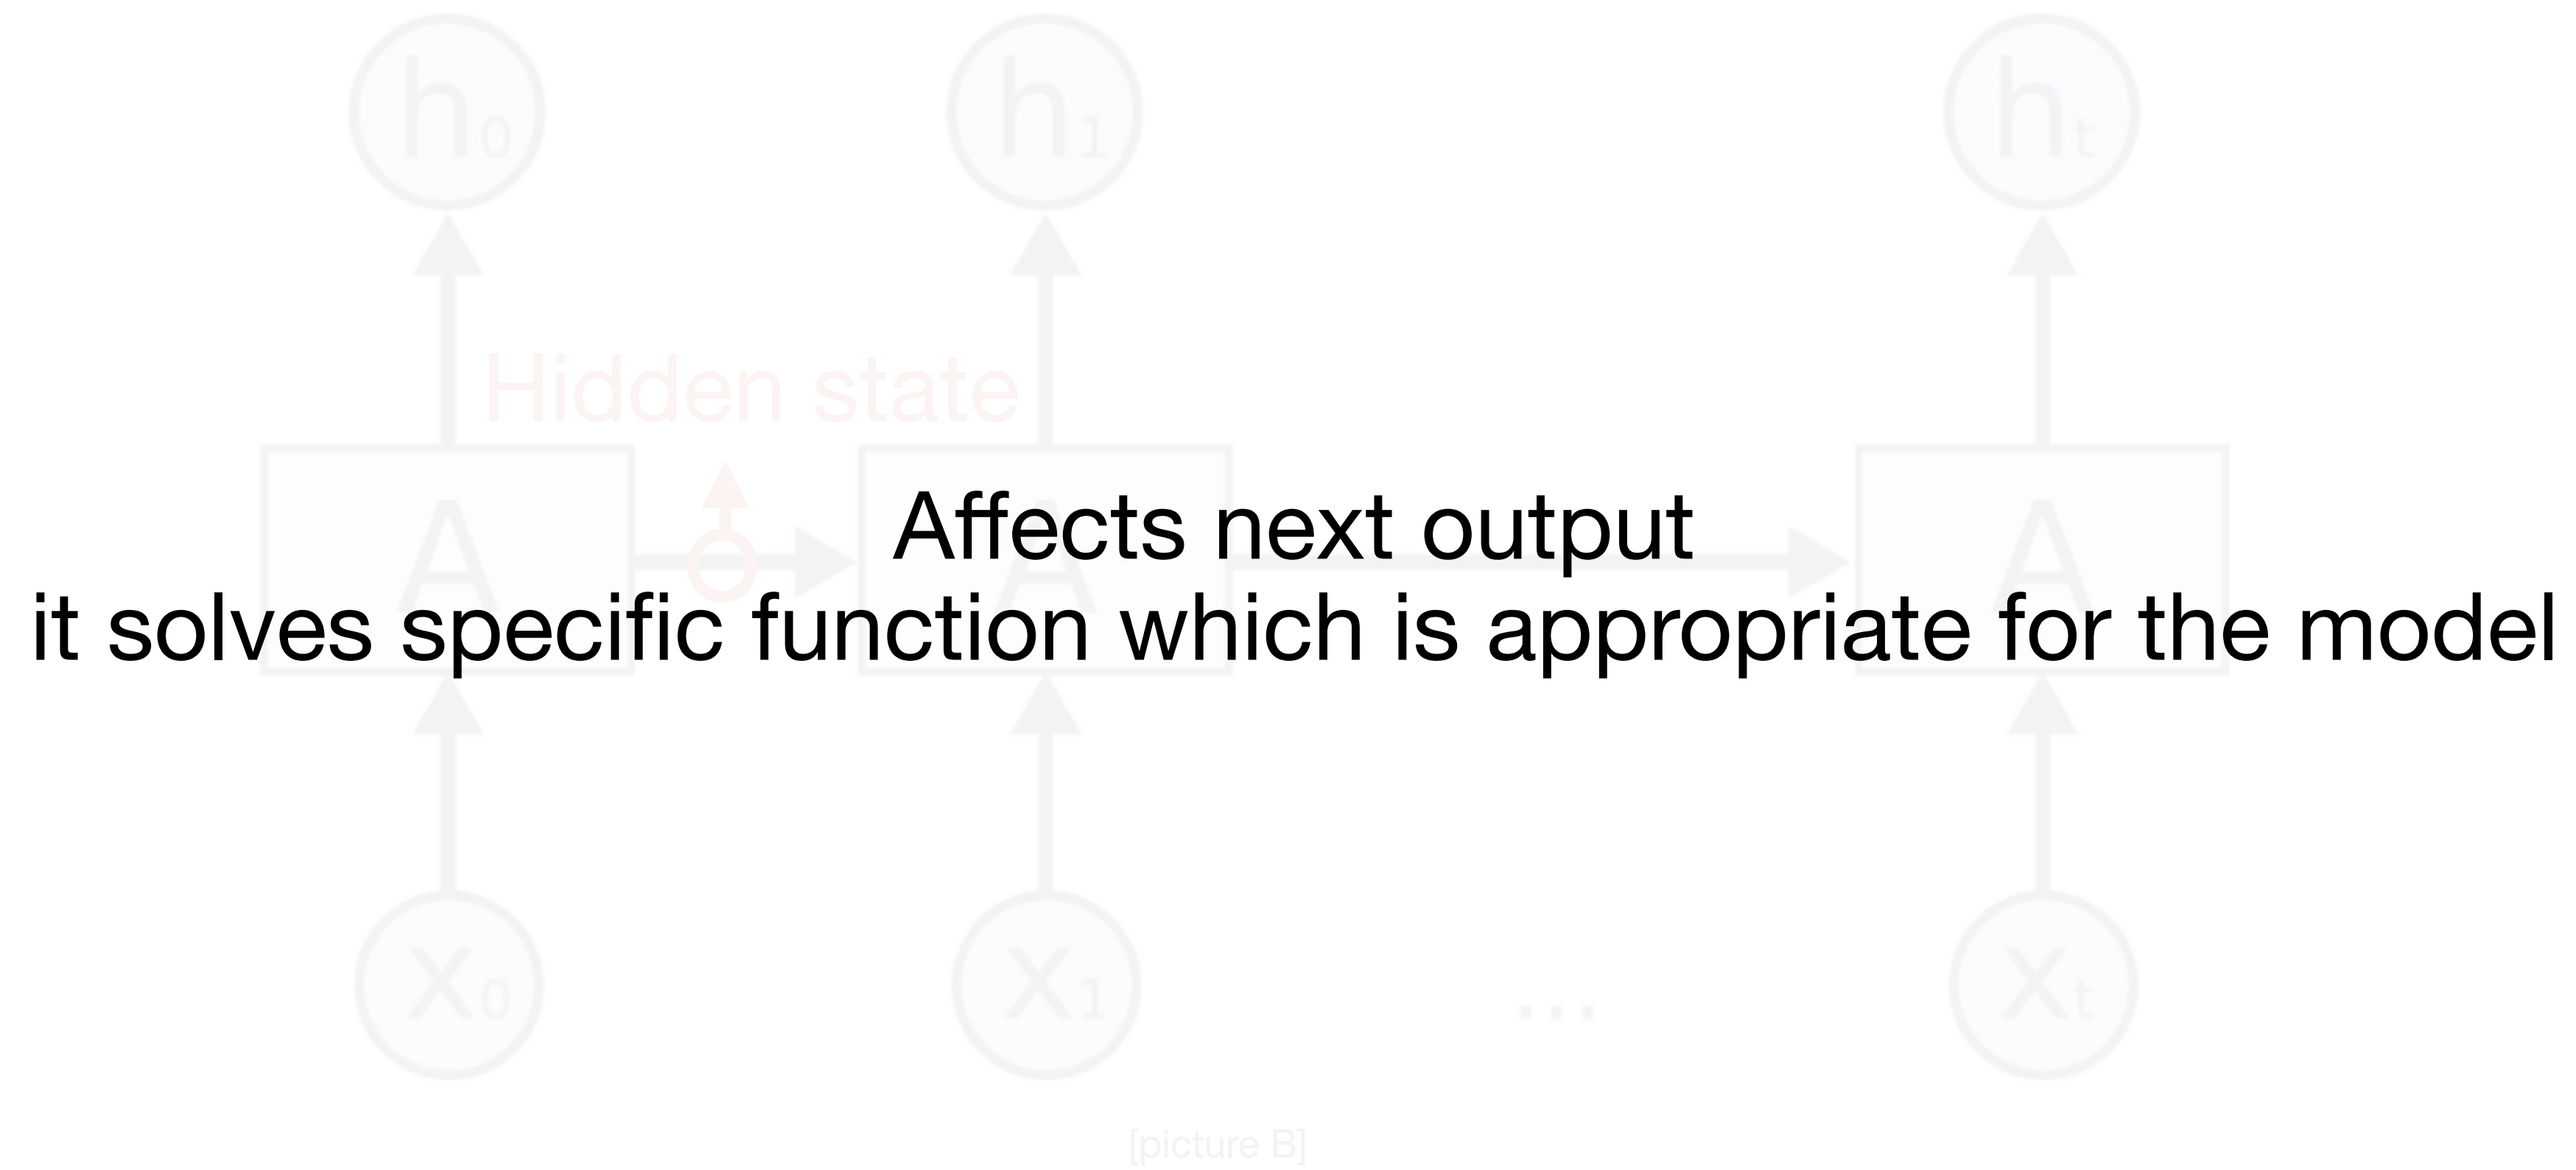 h0 h1 ht
Hidden state
A A A
Affects next output
it solves specific function which is appropriate for the model
x0 x1 ... xt
[picture B]